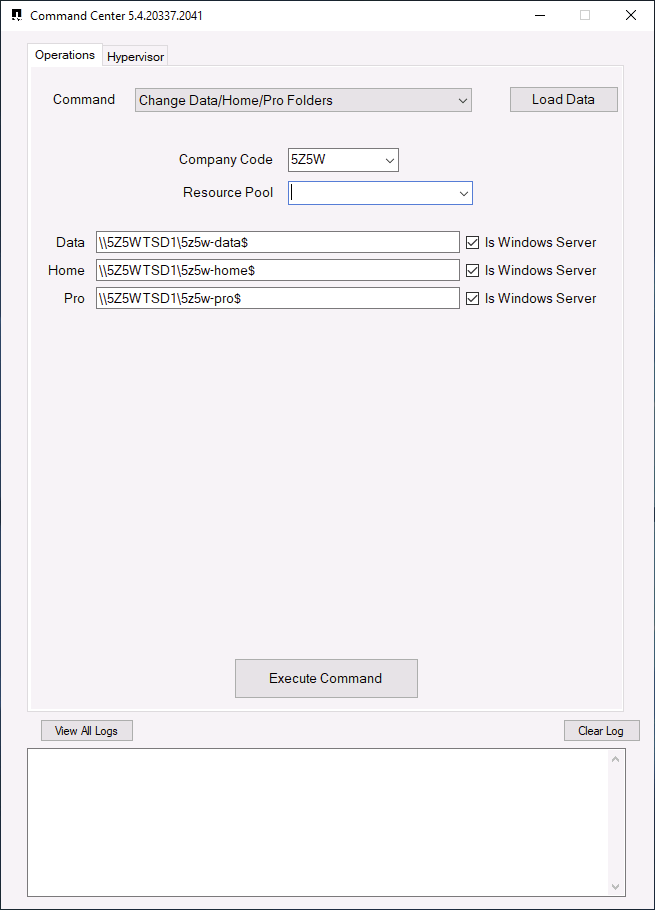 Command Center 5.4.20337.2041
Operations Hypervisor
Command Change Data/Home/Pro Folders Load Data
Company Code 5Z5W
Resource Pool
Data \\5Z5WTSD1\5z5w-data$ Is Windows Server
Home \\5Z5WTSD1\5z5w-home$ Is Windows Server
Pro \\5Z5WTSD1\5z5w-pro$ Is Windows Server
Execute Command
View All Logs Clear Log